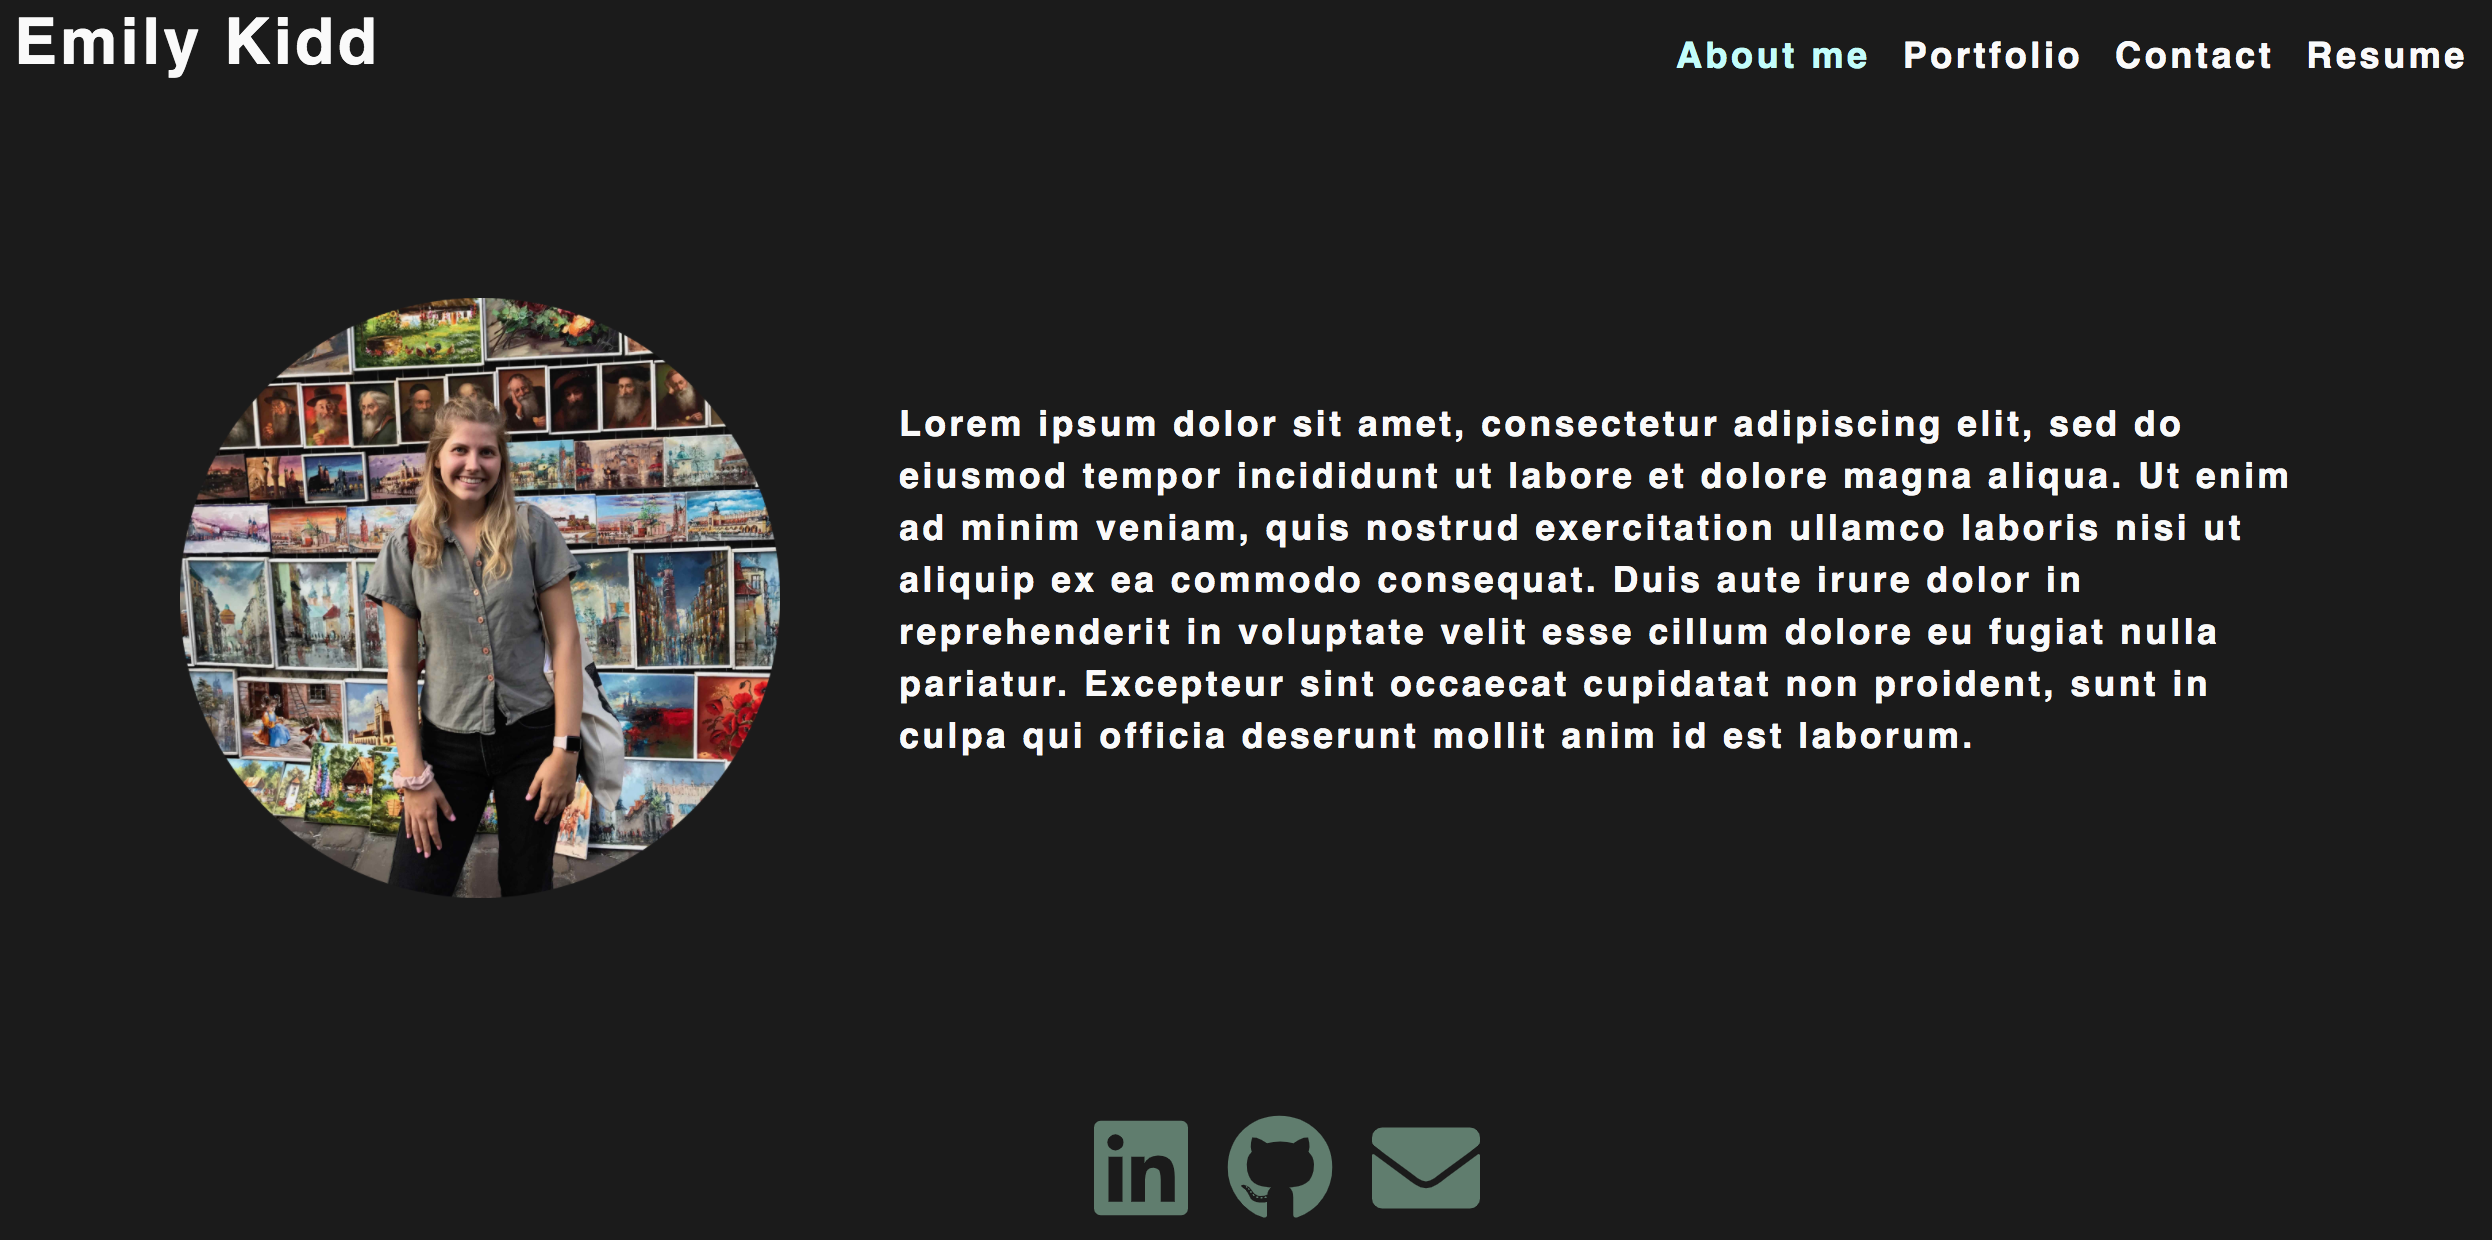 Emily Kidd
About me Portfolio Contact Resume
Lorem ipsum dolor sit amet, consectetur adipiscing elit, sed do
eiusmod tempor incididunt ut labore et dolore magna aliqua. Ut enim
ad minim veniam, quis nostrud exercitation ullamco laboris nisi ut
aliquip ex ea commodo consequat. Duis aute irure dolor in
reprehenderit in voluptate velit esse cillum dolore eu fugiat nulla
pariatur. Excepteur sint occaecat cupidatat non proident, sunt in
culpa qui officia deserunt mollit anim id est laborum.
in